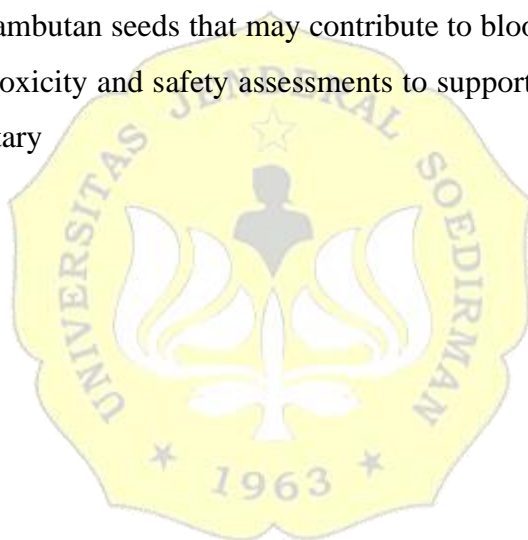 ambutan seeds that may contribute to bloo
oxicity and safety assessments to support
tary
UNIVERSITAS JENDERAL SOEDIRMAN
★ 1963 ★